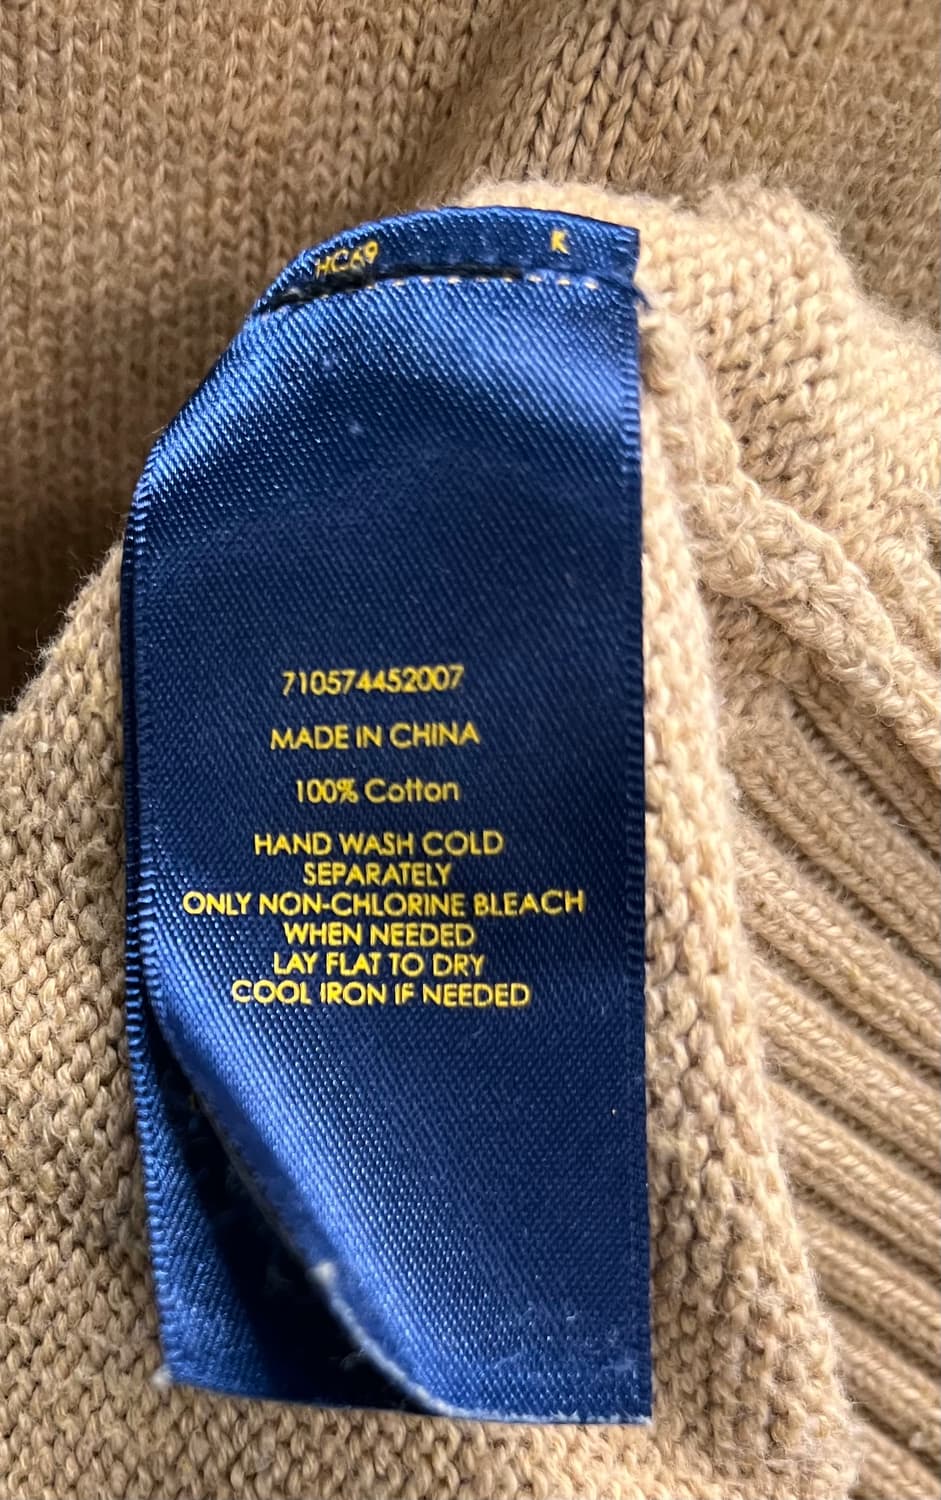 HCA9 K
710574452007
MADE IN CHINA
100% Cotton
HAND WASH COLD
SEPARATELY
ONLY NON-CHLORINE BLEACH
WHEN NEEDED
LAY FLAT TO DRY
COOL IRON IF NEEDED